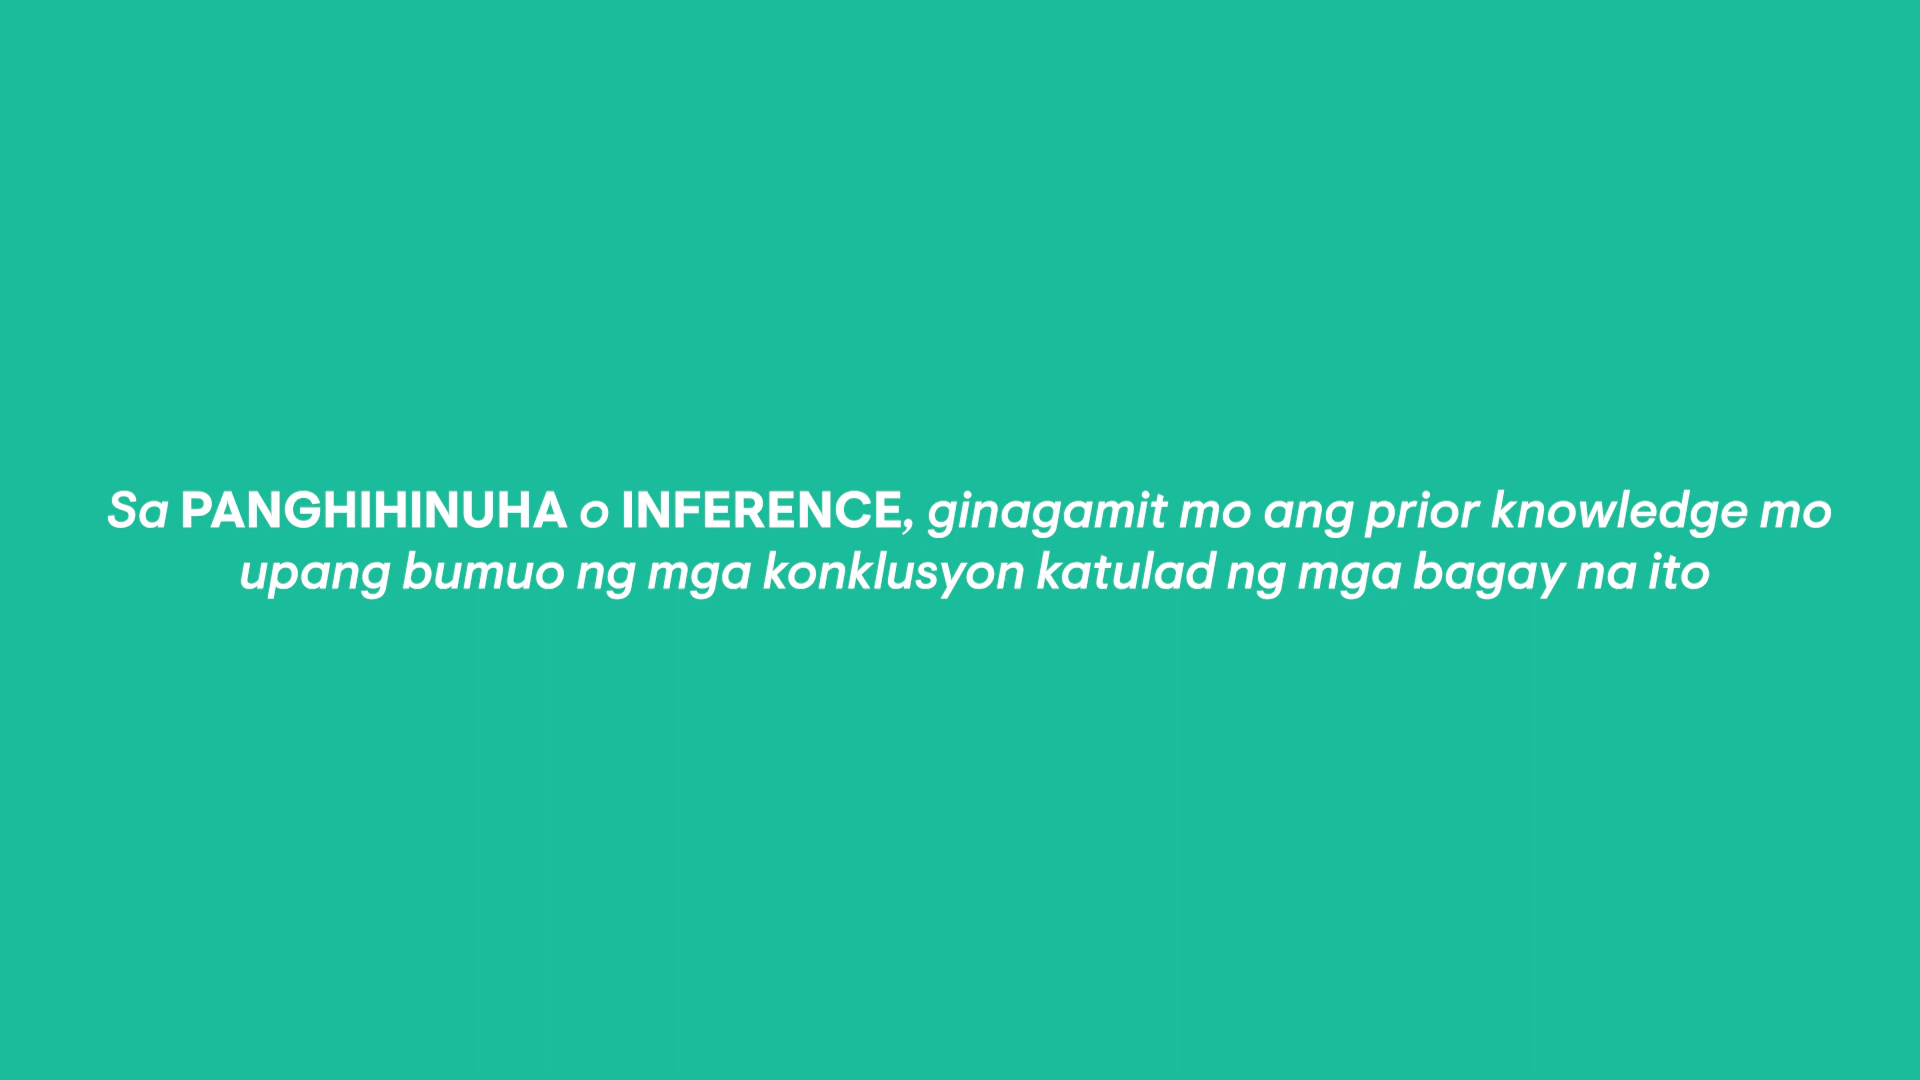 Sa PANGHIHINUHA o INFERENCE, ginagamit mo ang prior knowledge mo
upang bumuo ng mga konklusyon katulad ng mga bagay na ito